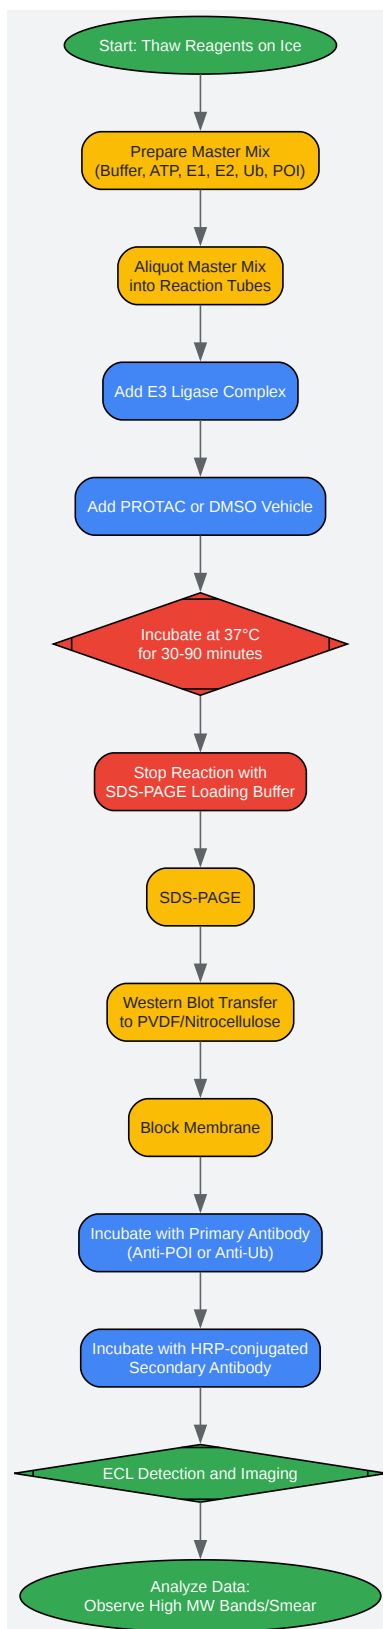 Start: Thaw Reagents on Ice
Prepare Master Mix
(Buffer, ATP, E1, E2, Ub, POI)
Aliquot Master Mix
into Reaction Tubes
Add E3 Ligase Complex
Add PROTAC or DMSO Vehicle
Incubate at 37°C
for 30-90 minutes
Stop Reaction with
SDS-PAGE Loading Buffer
SDS-PAGE
Western Blot Transfer
to PVDF/Nitrocellulose
Block Membrane
Incubate with Primary Antibody
(Anti-POI or Anti-Ub)
Incubate with HRP-conjugated
Secondary Antibody
ECL Detection and Imaging
Analyze Data:
Observe High MW Bands/Smear